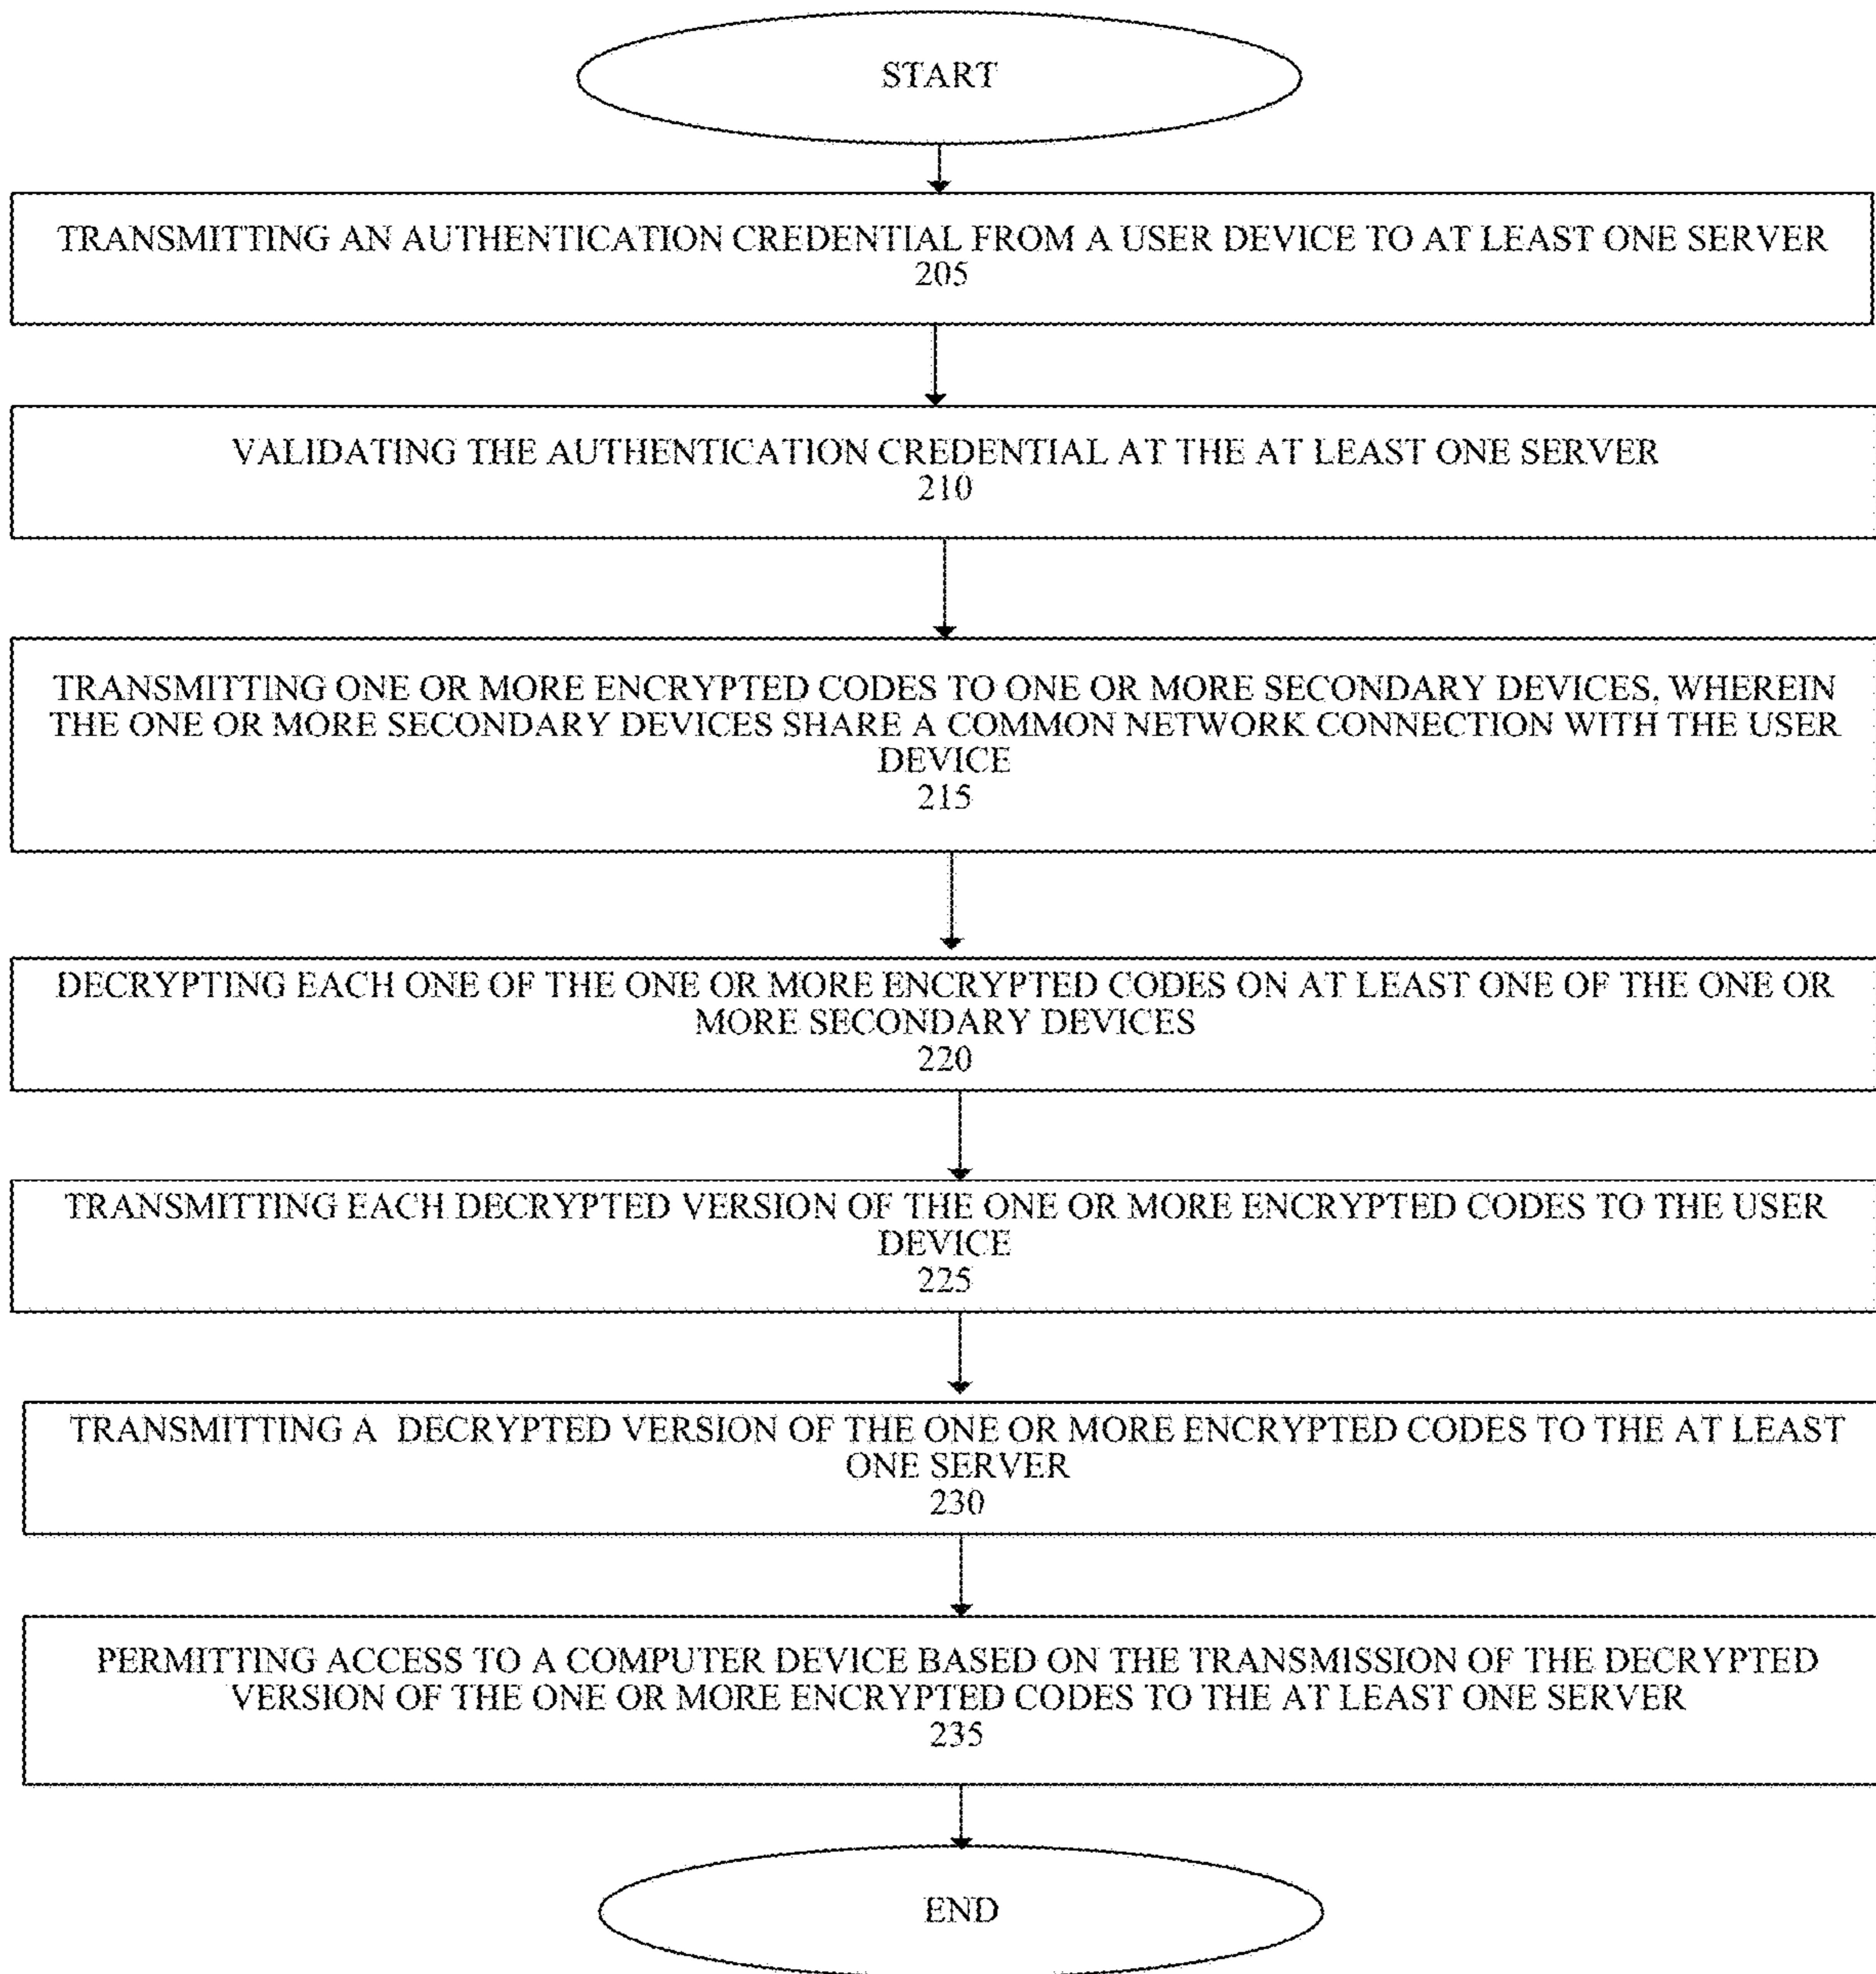 START
TRANSMITTING AN AUTHENTICATION CREDENTIAL FROM A USER DEVICE TO AT LEAST ONE SERVER
205
VALIDATING THE AUTHENTICATION CREDENTIAL AT THE AT LEAST ONE SERVER
210
TRANSMITTING ONE OR MORE ENCRYPTED CODES TO ONE OR MORE SECONDARY DEVICES, WHEREIN
THE ONE OR MORE SECONDARY DEVICES SHARE A COMMON NETWORK CONNECTION WITH THE USER
DEVICE
215
DECRYPTING EACH ONE OF THE ONE OR MORE ENCRYPTED CODES ON AT LEAST ONE OF THE ONE OR
MORE SECONDARY DEVICES
220
TRANSMITTING EACH DECRYPTED VERSION OF THE ONE OR MORE ENCRYPTED CODES TO THE USER
DEVICE
225
TRANSMITTING A DECRYPTED VERSION OF THE ONE OR MORE ENCRYPTED CODES TO THE AT LEAST
ONE SERVER
230
PERMITTING ACCESS TO A COMPUTER DEVICE BASED ON THE TRANSMISSION OF THE DECRYPTED
VERSION OF THE ONE OR MORE ENCRYPTED CODES TO THE AT LEAST ONE SERVER
235
END